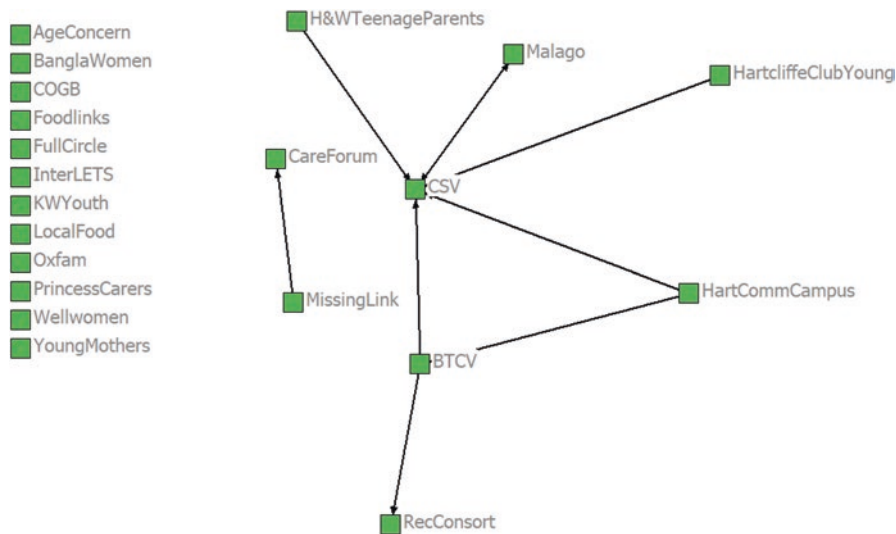 AgeConcern
BanglaWomen
COGB
Foodlinks
FullCircle
InterLETS
KWYouth
LocalFood
Oxfam
PrincessCarers
Wellwomen
YoungMothers
H&WTeenageParents
Malago
HartcliffeClubYoung
CareForum
CSV
MissingLink
HartCommCampus
BTCV
RecConsort